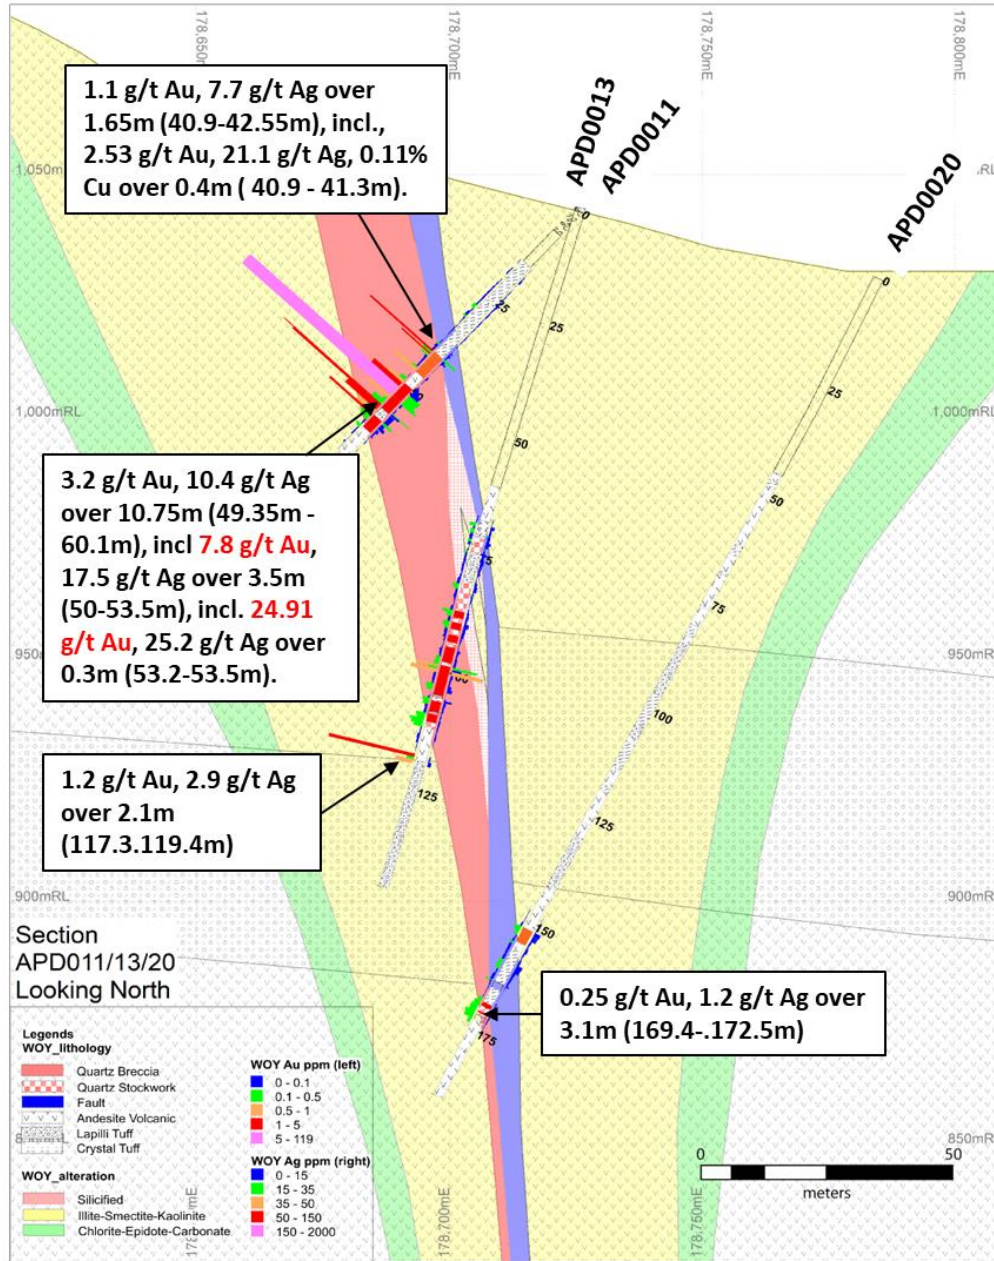 178,650mE
178,700mE
178,750mE
178,800mE
1.1 g/t Au, 7.7 g/t Ag over
1.65m (40.9-42.55m), incl.,
2.53 g/t Au, 21.1 g/t Ag, 0.11%
Cu over 0.4m ( 40.9 - 41.3m).
APD0013
APD0011
APD0020
1,050mRL
RL
0
0
25
25
25
1,000mRL
1,000mRL
50
50
3.2 g/t Au, 10.4 g/t Ag
over 10.75m (49.35m -
60.1m), incl 7.8 g/t Au,
17.5 g/t Ag over 3.5m
(50-53.5m), incl. 24.91
g/t Au, 25.2 g/t Ag over
0.3m (53.2-53.5m).
75
950mRL
100
1.2 g/t Au, 2.9 g/t Ag
over 2.1m
(117.3.119.4m)
125
125
900mRL
900mRL
150
Section
APD011/13/20
Looking North
0.25 g/t Au, 1.2 g/t Ag over
3.1m (169.4-.172.5m)
175
Legends
WOY_lithology
Quartz Breccia
Quartz Stockwork
Fault
Andesite Volcanic
Lapilli Tuff
Crystal Tuff
WOY_alteration
Silicified
Illite-Smectite-Kaolinite
Chlorite-Epidote-Carbonate
WOY Au ppm (left)
0 - 0.1
0.1 - 0.5
0.5 - 1
1 - 5
5 - 119
WOY Ag ppm (right)
0 - 15
15 - 35
35 - 50
50 - 150
150 - 2000
850mRL
0 50
meters
178,700mE
178,750mE